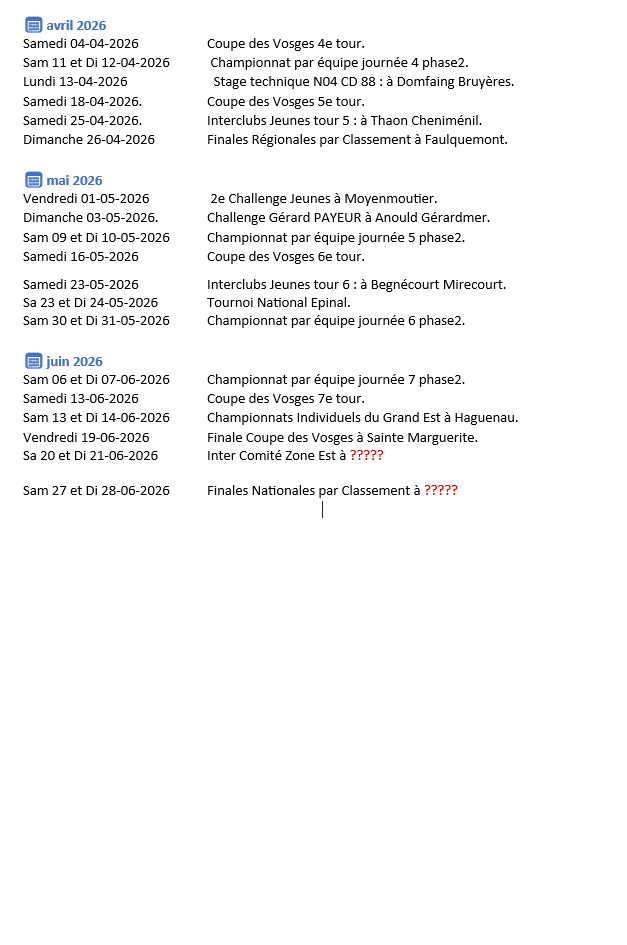 avril 2026
Samedi 04-04-2026 Coupe des Vosges 4e tour.
Sam 11 et Di 12-04-2026 Championnat par équipe journée 4 phase2.
Lundi 13-04-2026 Stage technique N04 CD 88 : à Domfaing Bruyères.
Samedi 18-04-2026. Coupe des Vosges 5e tour.
Samedi 25-04-2026. Interclubs Jeunes tour 5 : à Thaon Cheniménil.
Dimanche 26-04-2026 Finales Régionales par Classement à Faulquemont.
mai 2026
Vendredi 01-05-2026 2e Challenge Jeunes à Moyenmoutier.
Dimanche 03-05-2026. Challenge Gérard PAYEUR à Anould Gérardmer.
Sam 09 et Di 10-05-2026 Championnat par équipe journée 5 phase2.
Samedi 16-05-2026 Coupe des Vosges 6e tour.
Samedi 23-05-2026 Interclubs Jeunes tour 6 : à Begnécourt Mirecourt.
Sa 23 et Di 24-05-2026 Tournoi National Epinal.
Sam 30 et Di 31-05-2026 Championnat par équipe journée 6 phase2.
juin 2026
Sam 06 et Di 07-06-2026 Championnat par équipe journée 7 phase2.
Samedi 13-06-2026 Coupe des Vosges 7e tour.
Sam 13 et Di 14-06-2026 Championnats Individuels du Grand Est à Haguenau.
Vendredi 19-06-2026 Finale Coupe des Vosges à Sainte Marguerite.
Sa 20 et Di 21-06-2026 Inter Comité Zone Est à ?????
Sam 27 et Di 28-06-2026 Finales Nationales par Classement à ?????